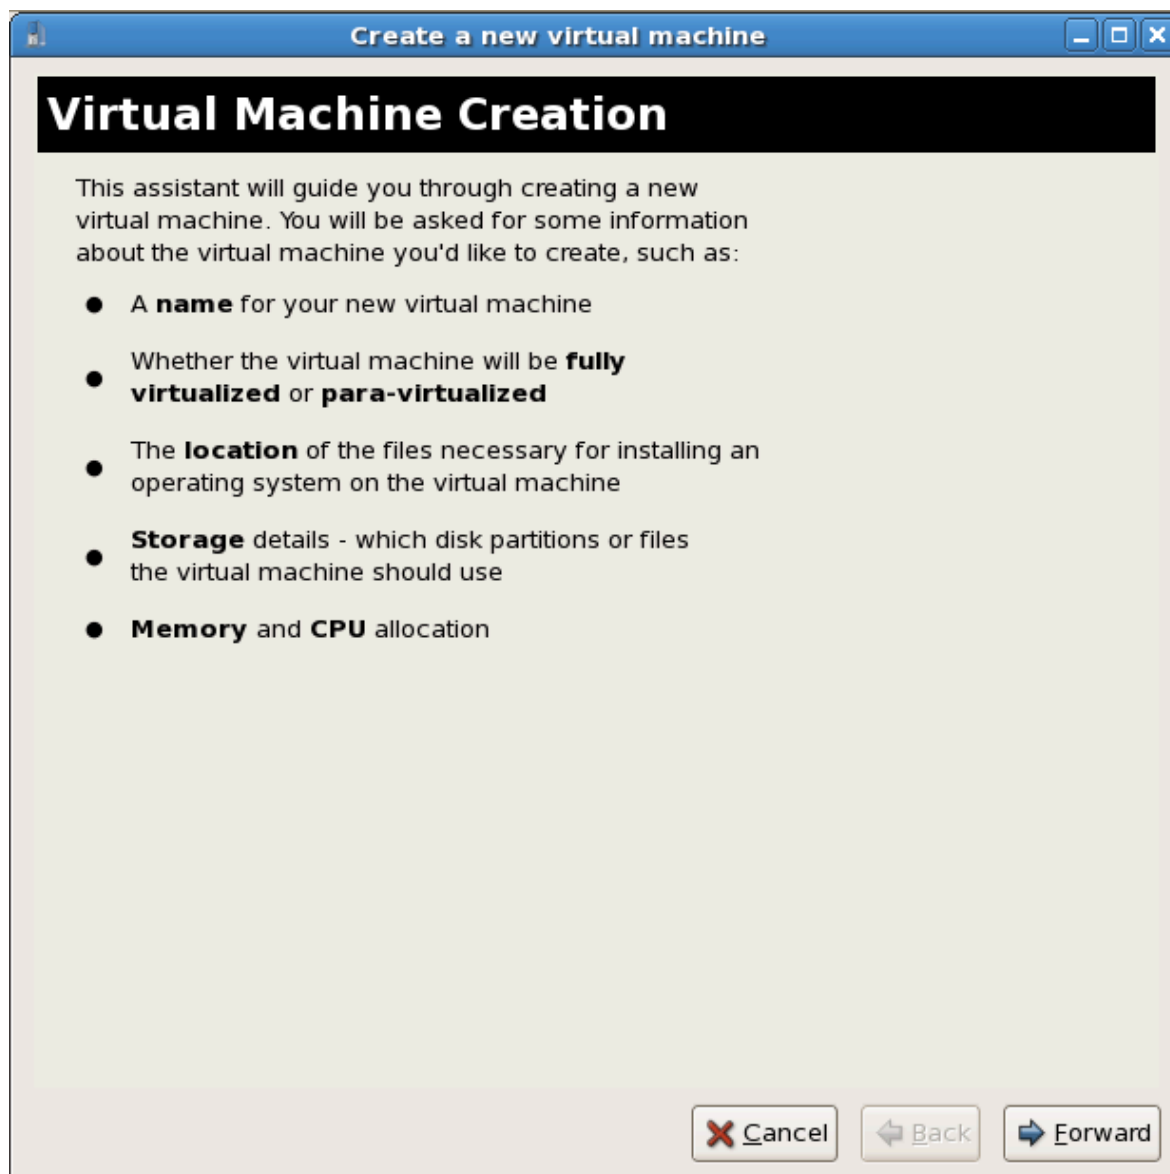 Create a new virtual machine
Virtual Machine Creation
This assistant will guide you through creating a new
virtual machine. You will be asked for some information
about the virtual machine you'd like to create, such as:
● A name for your new virtual machine
● Whether the virtual machine will be fully
virtualized or para-virtualized
● The location of the files necessary for installing an
operating system on the virtual machine
● Storage details - which disk partitions or files
the virtual machine should use
● Memory and CPU allocation
Cancel Back Forward